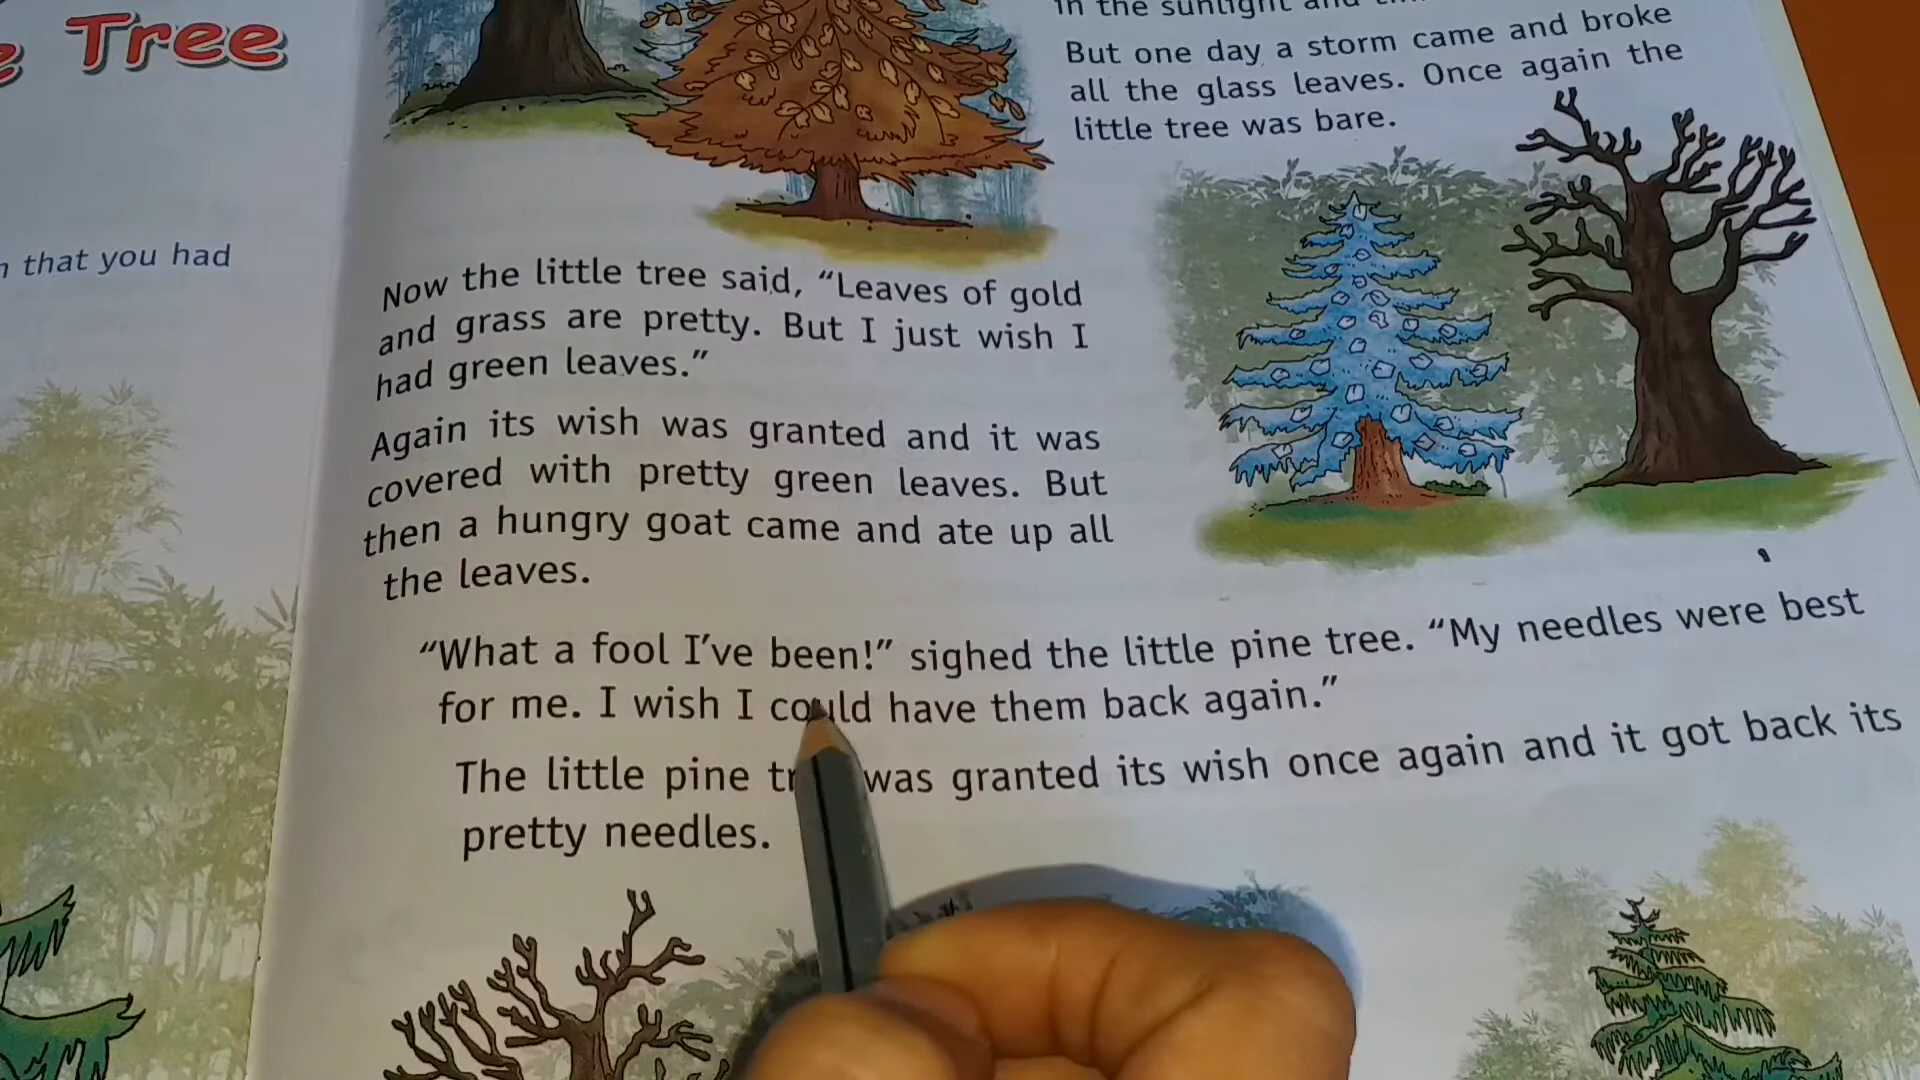 Tree
that you had
in the sunlight and
But one day a storm came and broke
all the glass leaves. Once again the
little tree was bare.
Now the little tree said, “Leaves of gold
and grass are pretty. But I just wish I
had green leaves.”
Again its wish was granted and it was
covered with pretty green leaves. But
then a hungry goat came and ate up all
the leaves.
“What a fool I’ve been!” sighed the little pine tree. “My needles were best
for me. I wish I could have them back again.”
The little pine was granted its wish once again and it got back its
pretty needles.